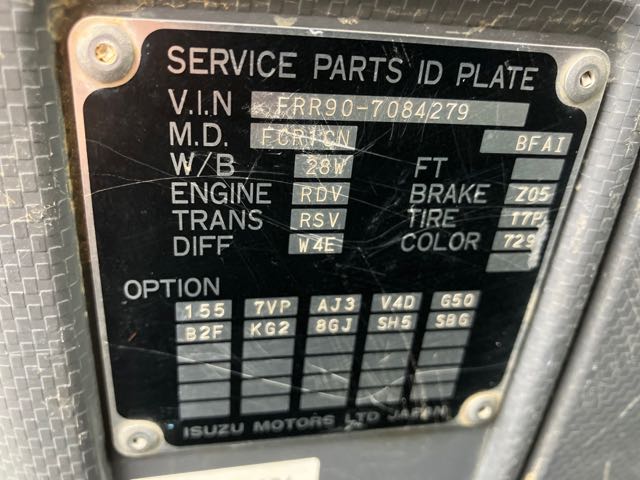 SERVICE PARTS ID PLATE
V.I.N FRR90-7084279
M.D. BFAI
W/B 28W FT
ENGINE RDV BRAKE Z05
TRANS RSV TIRE 17P
DIFF W4E COLOR 729
OPTION
155 7VP AJ3 V4D G50
B2F KG2 8GJ SH5 SBG
ISUZU MOTORS LTD JAPAN